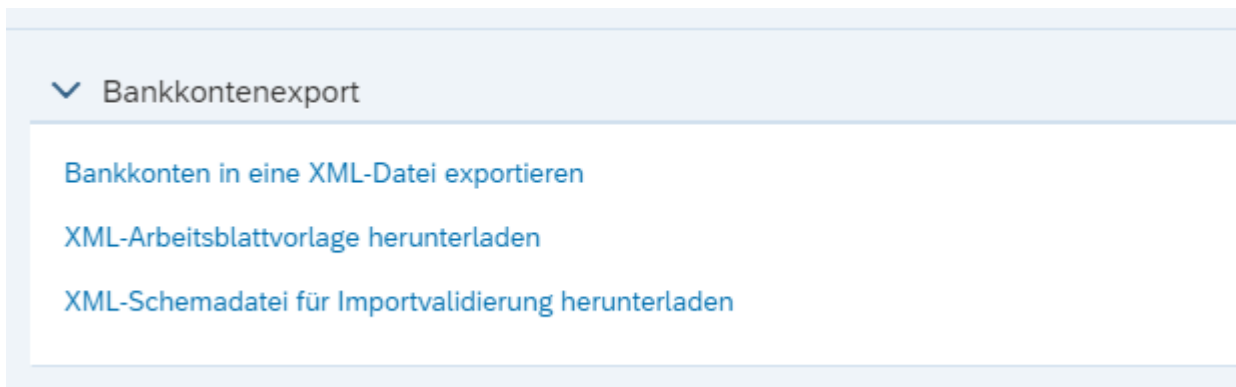 Bankkontenexport
Bankkonten in eine XML-Datei exportieren
XML-Arbeitsblattvorlage herunterladen
XML-Schemadatei für Importvalidierung herunterladen